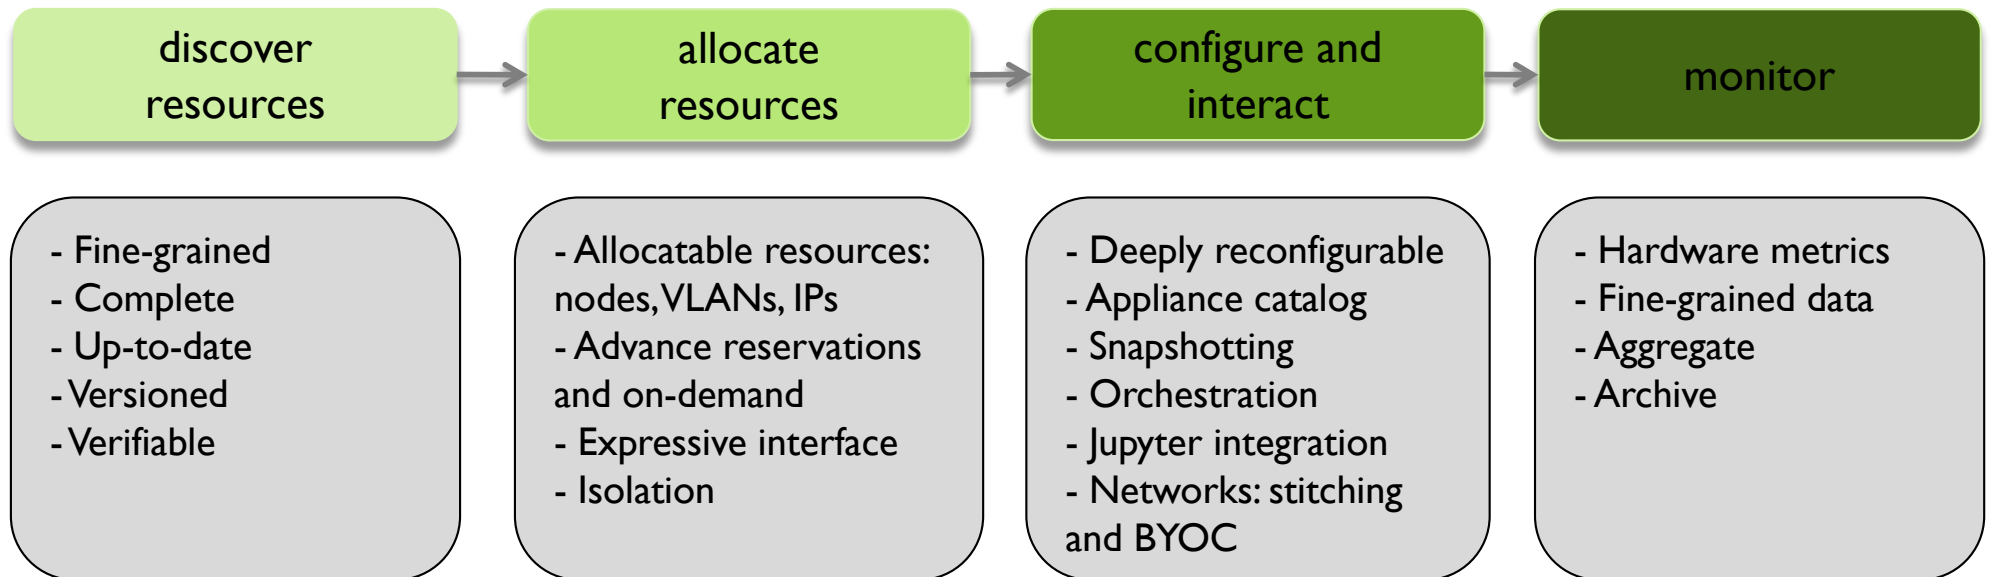 discover
resources
allocate
resources
configure and
interact
monitor
- Fine-grained
- Complete
- Up-to-date
- Versioned
- Verifiable
- Allocatable resources:
nodes, VLANs, IPs
- Advance reservations
and on-demand
- Expressive interface
- Isolation
- Deeply reconfigurable
- Appliance catalog
- Snapshotting
- Orchestration
- Jupyter integration
- Networks: stitching
and BYOC
- Hardware metrics
- Fine-grained data
- Aggregate
- Archive